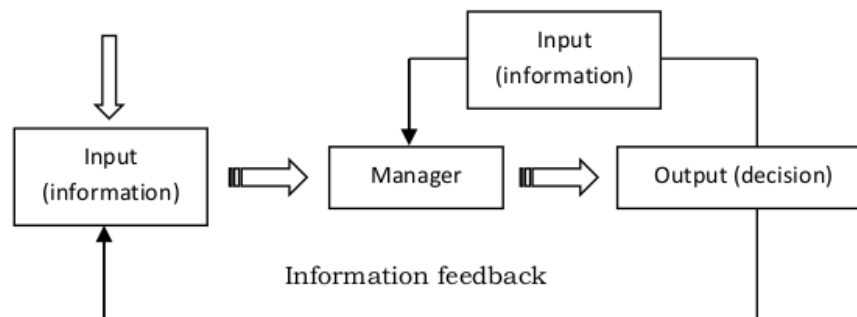 Input
(information)
Input
(information)
Manager
Output (decision)
Information feedback